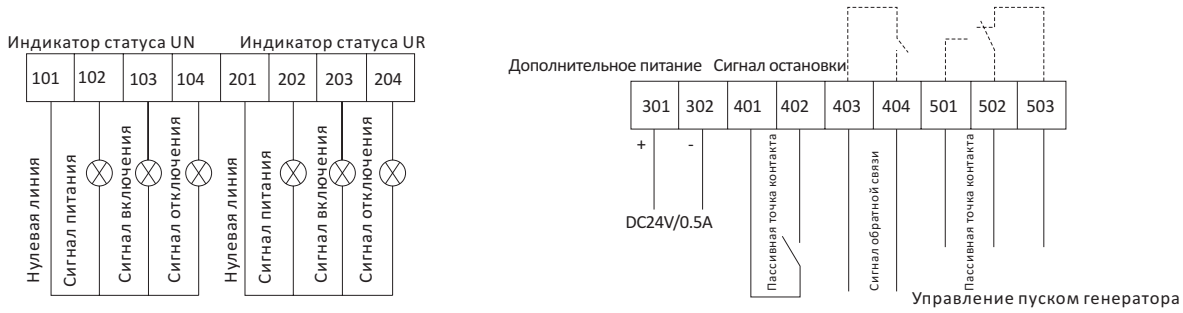 Индикатор статуса UN
Индикатор статуса UR
101 102 103 104 201 202 203 204
Нулевая линия
Сигнал питания
Сигнал включения
Сигнал отключения
Нулевая линия
Сигнал питания
Сигнал включения
Сигнал отключения
Дополнительное питание
Сигнал остановки
301 302 401 402 403 404 501 502 503
+ -
DC24V/0.5A
Пассивная точка контакта
Сигнал обратной связи
Пассивная точка контакта
Управление пуском генератора